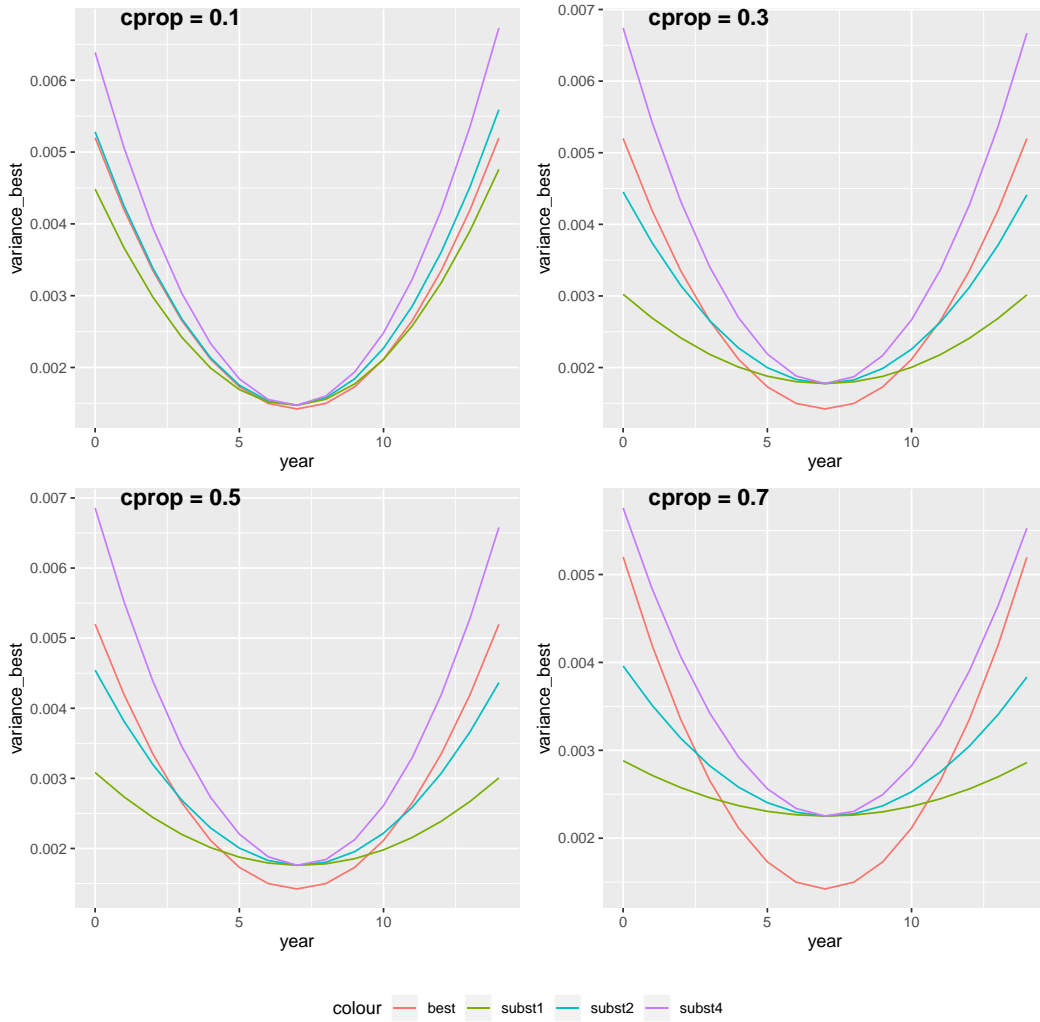 cprop = 0.1
0.006
0.005
0.004
0.003
0.002
variance_best
0
5
10
year
cprop = 0.3
0.007
0.006
0.005
0.004
0.003
0.002
variance_best
0
5
10
year
cprop = 0.5
0.007
0.006
0.005
0.004
0.003
0.002
variance_best
0
5
10
year
cprop = 0.7
0.005
0.004
0.003
0.002
variance_best
0
5
10
year
colour best subst1 subst2 subst4